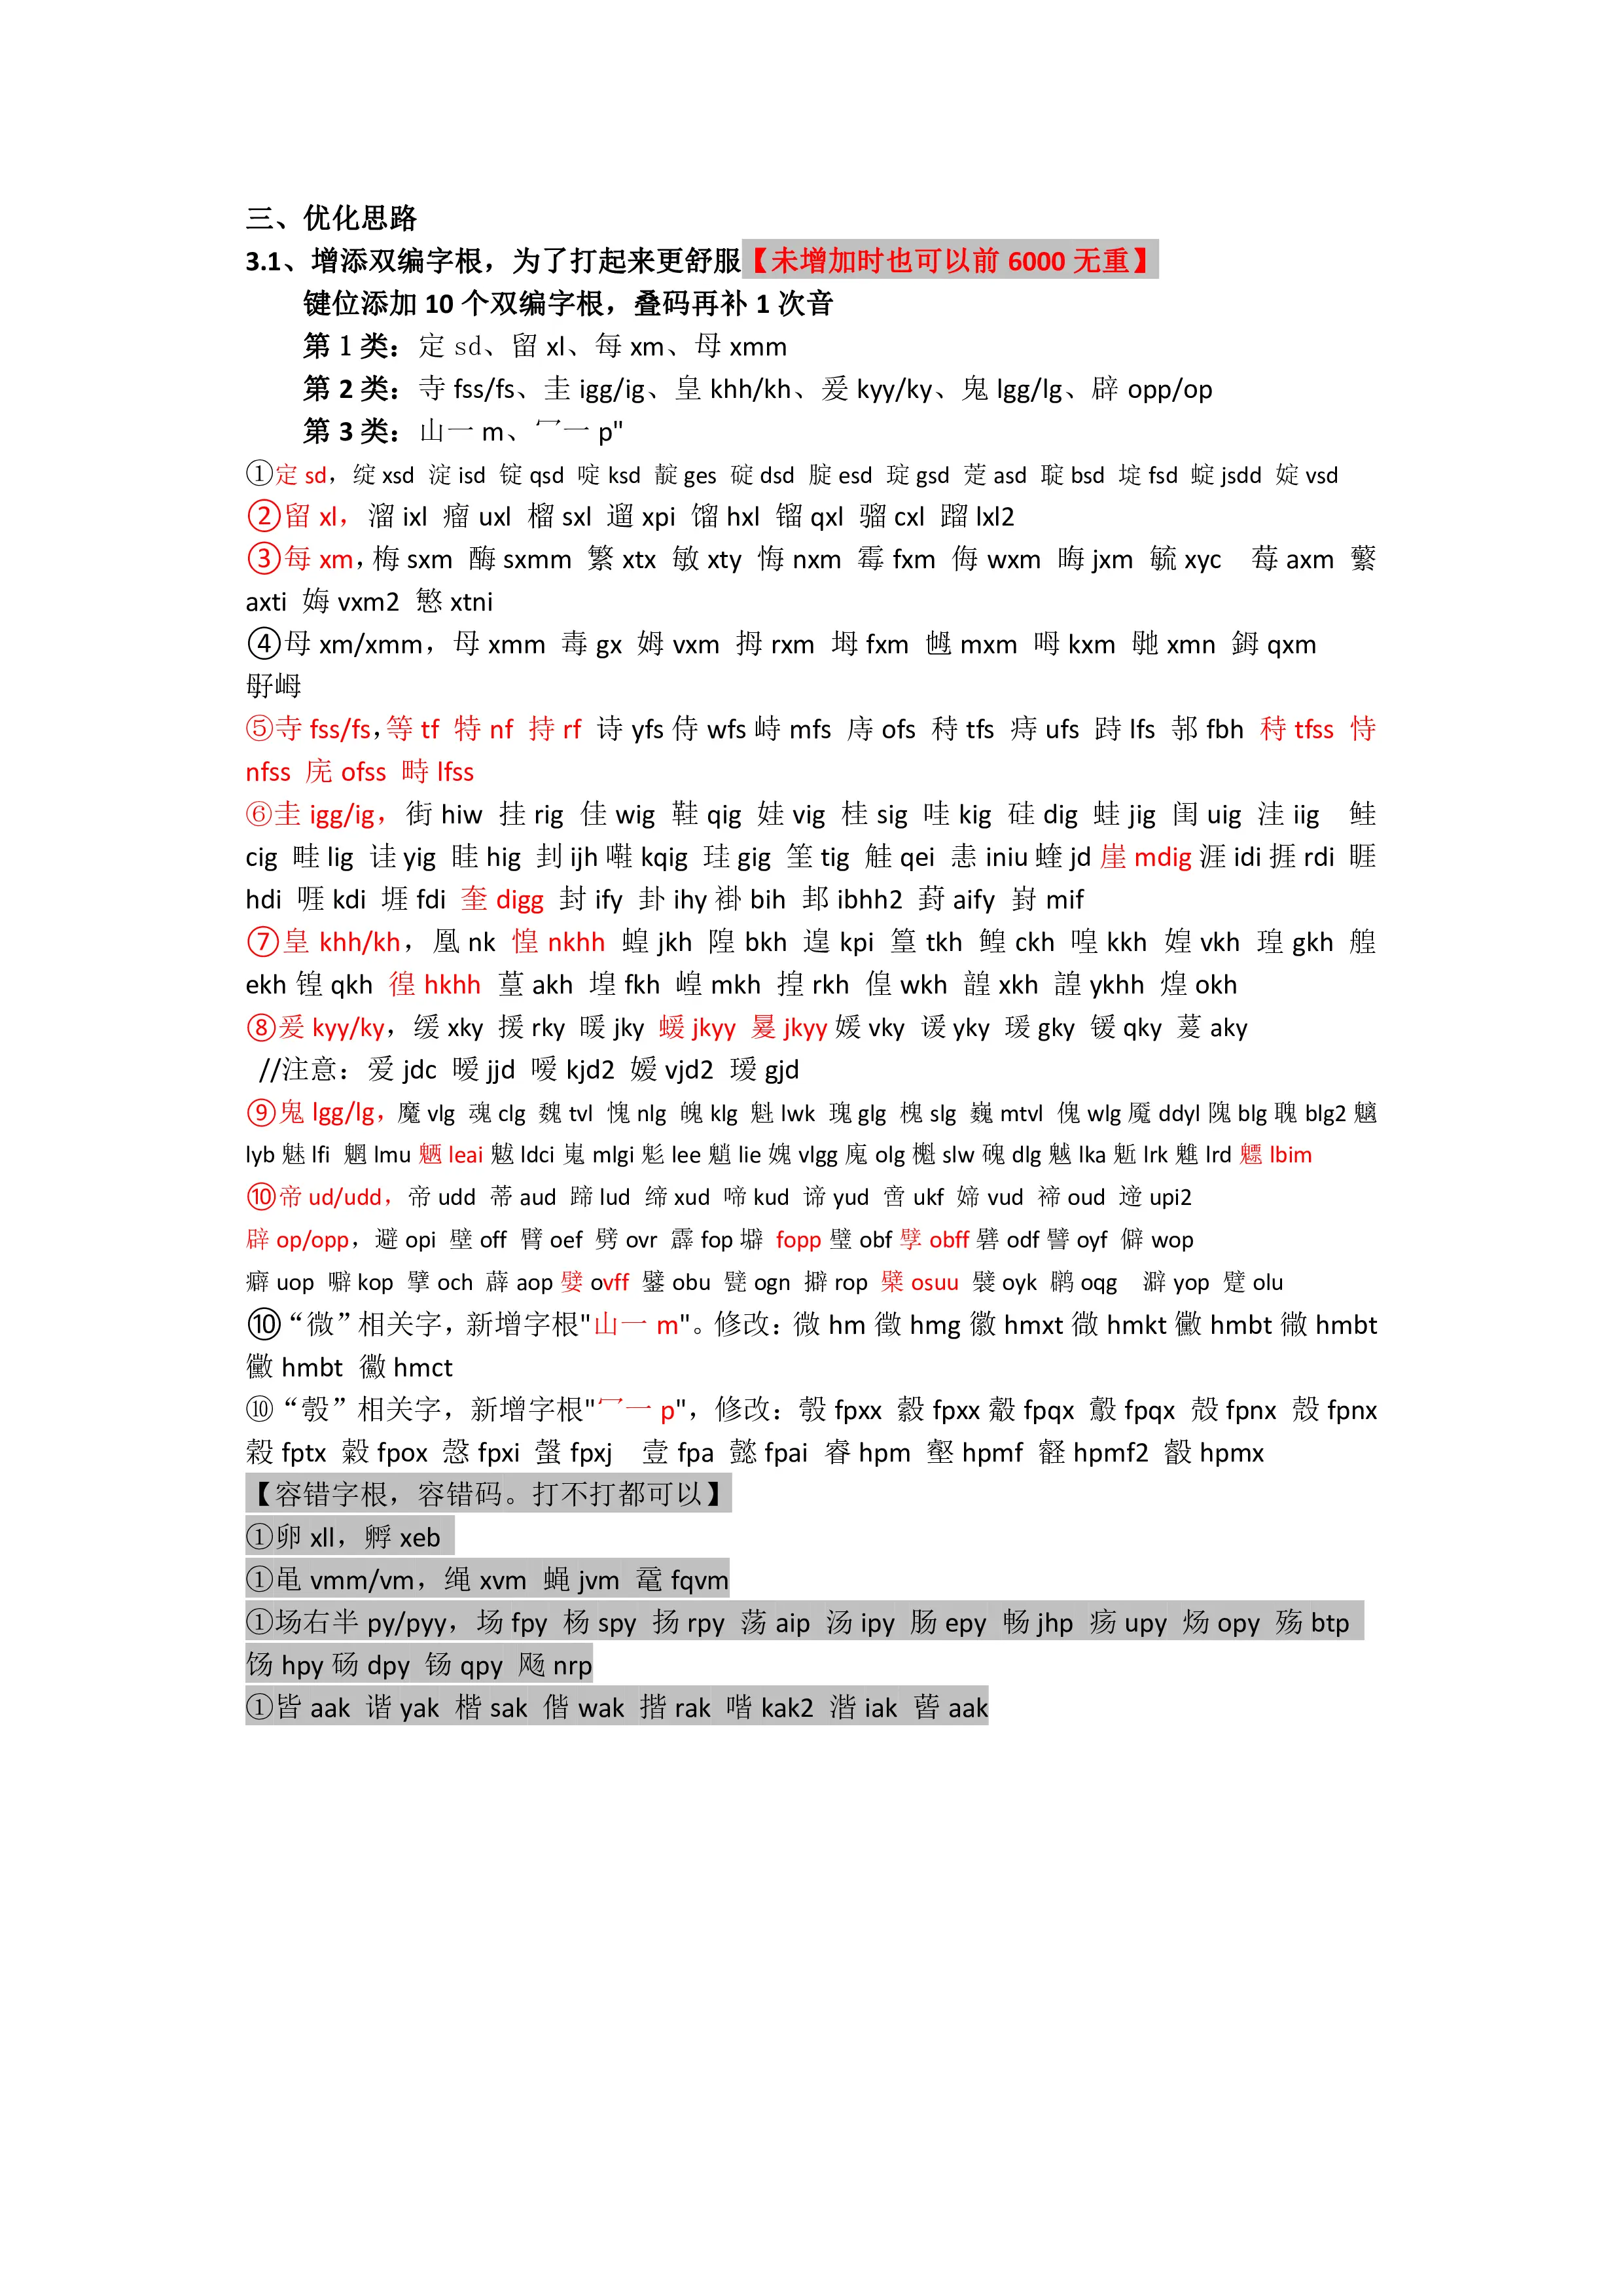 三、优化思路
3.1、增添双编字根，为了打起来更舒服【未增加时也可以前 6000 无重】
键位添加 10 个双编字根，叠码再补 1 次音
第 1 类：定 sd、留 xl、每 xm、母 xmm
第 2 类：寺 fss/fs、圭 igg/ig、皇 khh/kh、爰 kyy/ky、鬼 lgg/lg、辟 opp/op
第 3 类：山一 m、冖一 p"
①定 sd，绽 xsd 淀 isd 锭 qsd 啶 ksd 靛 ges 碇 dsd 腚 esd 琔 gsd 萣 asd 聢 bsd 埞 fsd 蝊 jsdd 婝 vsd
②留 xl，溜 ixl 瘤 uxl 榴 sxl 遛 xpi 馏 hxl 镏 qxl 骝 cxl 蹓 lxl2
③每 xm，梅 sxm 酶 sxmm 繁 xtx 敏 xty 悔 nxm 霉 fxm 侮 wxm 晦 jxm 毓 xyc 莓 axm 蘩
axti 娒 vxm2 慜 xtni
④母 xm/xmm，母 xmm 毒 gx 姆 vxm 拇 rxm 坶 fxm 乸 mxm 呣 kxm 毑 xmn 鉧 qxm
㝀峔
⑤寺 fss/fs，等 tf 特 nf 持 rf 诗 yfs 侍 wfs 峙 mfs 庤 ofs 秲 tfs 痔 ufs 跱 lfs 邿 fbh 秲 tfss 恃
nfss 庑 ofss 畤 lfss
⑥圭 igg/ig，街 hiw 挂 rig 佳 wig 鞋 qig 娃 vig 桂 sig 哇 kig 硅 dig 蛙 jig 闺 uig 洼 iig 鲑
cig 畦 lig 诖 yig 眭 hig 刲 ijh 嗺 kqig 珪 gig 筀 tig 觟 qei 恚 iniu 蜯 jd 崖 mdig 涯 idi 捱 rdi 睚
hdi 啀 kdi 堐 fdi 奎 digg 封 ify 卦 ihy 褂 bih 邽 ibhh2 葑 aify 崶 mif
⑦皇 khh/kh，凰 nk 惶 nkhh 蝗 jkh 隍 bkh 遑 kpi 篁 tkh 鳇 ckh 喤 kkh 媓 vkh 瑝 gkh 艎
ekh 锽 qkh 徨 hkhh 葟 akh 堭 fkh 崲 mkh 揘 rkh 偟 wkh 韹 xkh 諻 ykhh 煌 okh
⑧爰 kyy/ky，缓 xky 援 rky 暖 jky 蝯 jkyy 㬊 jkyy 媛 vky 谖 yky 瑗 gky 锾 qky 萲 aky
//注意：爱 jdc 暧 jjd 嗳 kjd2 嫒 vjd2 瑷 gjd
⑨鬼 lgg/lg，魔 vlg 魂 clg 魏 tvl 愧 nlg 魄 klg 魁 lwk 瑰 glg 槐 slg 巍 mtvl 傀 wlg 魇 ddyl 隗 blg 聭 blg2 魑
lyb 魅 lfi 魍 lmu 魉 leai 魃 ldci 嵬 mlgi 鬽 lee 魈 lie 媿 vlgg 廆 olg 櫆 slw 磈 dlg 魆 lka 魀 lrk 魋 lrd 魒 lbim
⑩帝 ud/udd，帝 udd 蒂 aud 蹄 lud 缔 xud 啼 kud 谛 yud 啻 ukf 媂 vud 褅 oud 遆 upi2
辟 op/opp，避 opi 壁 off 臂 oef 劈 ovr 霹 fop 擗 fopp 璧 obf 孹 obff 礕 odf 譬 oyf 僻 wop
癖 uop 噼 kop 擘 och 薜 aop 嬖 ovff 鐾 obu 甓 ogn 擗 rop 檗 osuu 襞 oyk 鷿 oqg 澼 yop 躄 olu
⑩“微”相关字，新增字根"山一 m"。修改：微 hm 徵 hmg 徽 hmxt 㣲 hmkt 黴 hmbt 㣲 hmbt
黴 hmbt 徽 hmct
⑩“彀”相关字，新增字根"冖一 p"，修改：彀 fpxx 縠 fpxx 觳 fpqx 鷇 fpqx 殻 fpnx 殼 fpnx
榖 fptx 糓 fpox 愨 fpxi 螜 fpxj 壹 fpa 懿 fpai 睿 hpm 壑 hpmf 叡 hpmf2 豰 hpmx
【容错字根，容错码。打不打都可以】
①卵 xll，孵 xeb
①黾 vmm/vm，绳 xvm 蝇 jvm 鼋 fqvm
①场右半 py/pyy，场 fpy 杨 spy 扬 rpy 荡 aip 汤 ipy 肠 epy 畅 jhp 疡 upy 炀 opy 殇 btp
饧 hpy 砀 dpy 钖 qpy 飏 nrp
①皆 aak 谐 yak 楷 sak 偕 wak 揩 rak 喈 kak2 湝 iak 蒈 aak